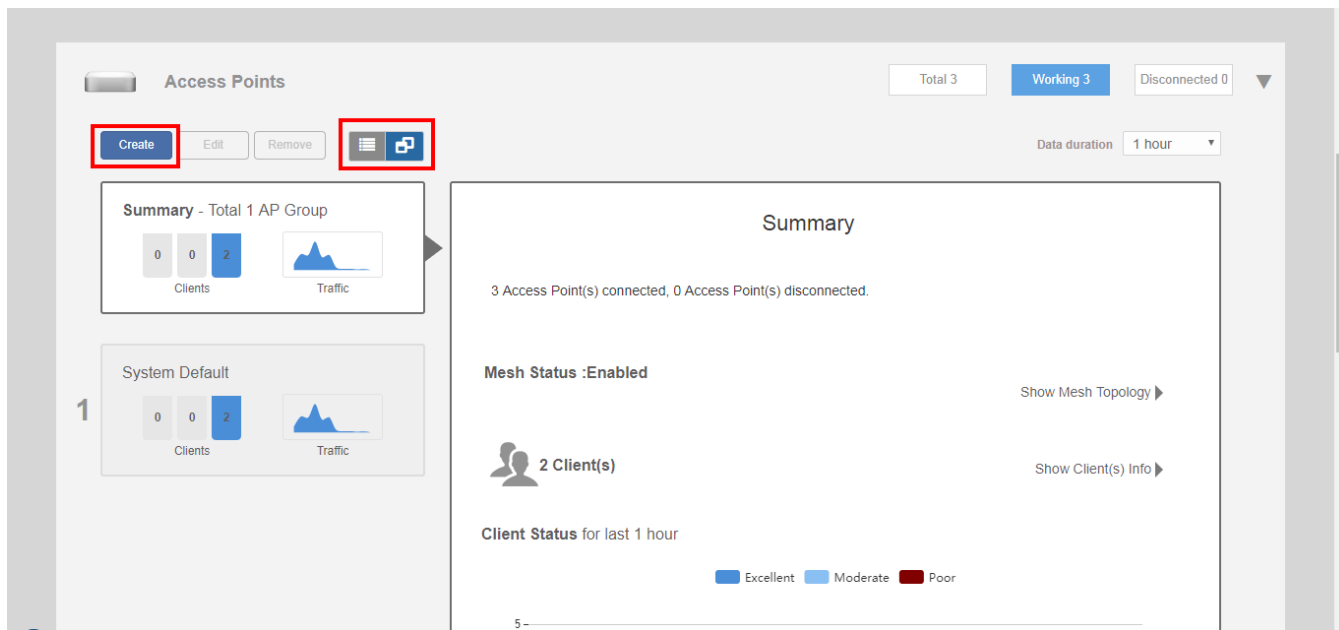 Access Points
Total 3
Working 3
Disconnected 0
Create
Edit
Remove
Data duration
1 hour
Summary - Total 1 AP Group
0 0 2
Clients
Traffic
1
System Default
0 0 2
Clients
Traffic
Summary
3 Access Point(s) connected, 0 Access Point(s) disconnected.
Mesh Status :Enabled
Show Mesh Topology
2 Client(s)
Show Client(s) Info
Client Status for last 1 hour
Excellent Moderate Poor
5